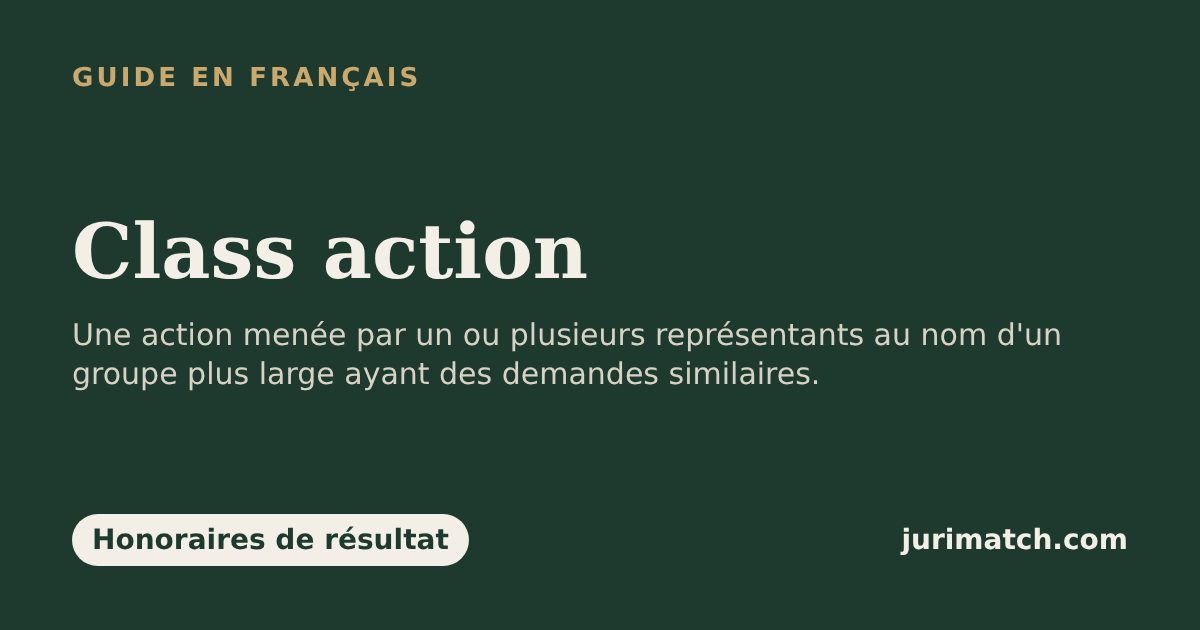 GUIDE EN FRANÇAIS
Class action
Une action menée par un ou plusieurs représentants au nom d'un
groupe plus large ayant des demandes similaires.
Honoraires de résultat
jurimatch.com